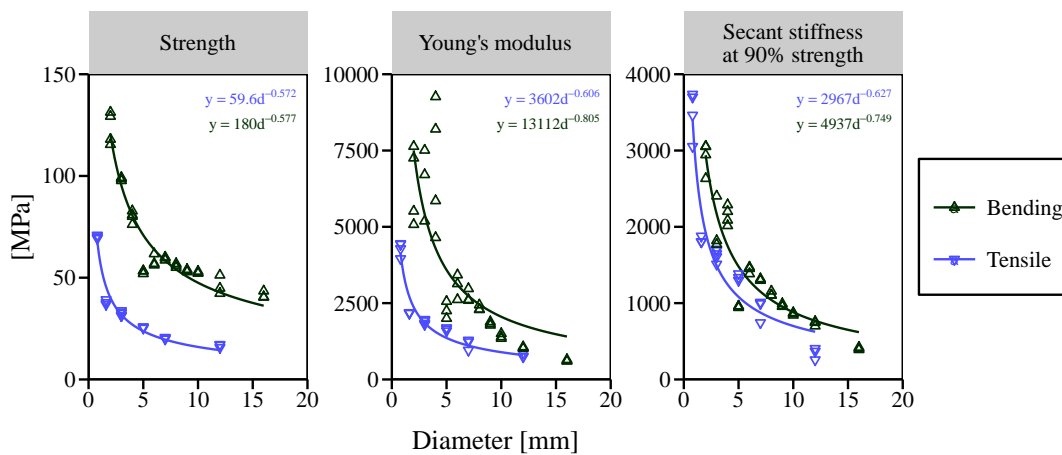 Strength
Young's modulus
Secant stiffness
at 90% strength
[MPa]
150
100
50
0
y = 59.6d^−0.572
y = 180d^−0.577
0 5 10 15 20
10000
7500
5000
2500
0
y = 3602d^−0.606
y = 13112d^−0.805
0 5 10 15 20
4000
3000
2000
1000
0
y = 2967d^−0.627
y = 4937d^−0.749
0 5 10 15 20
Diameter [mm]
Bending
Tensile